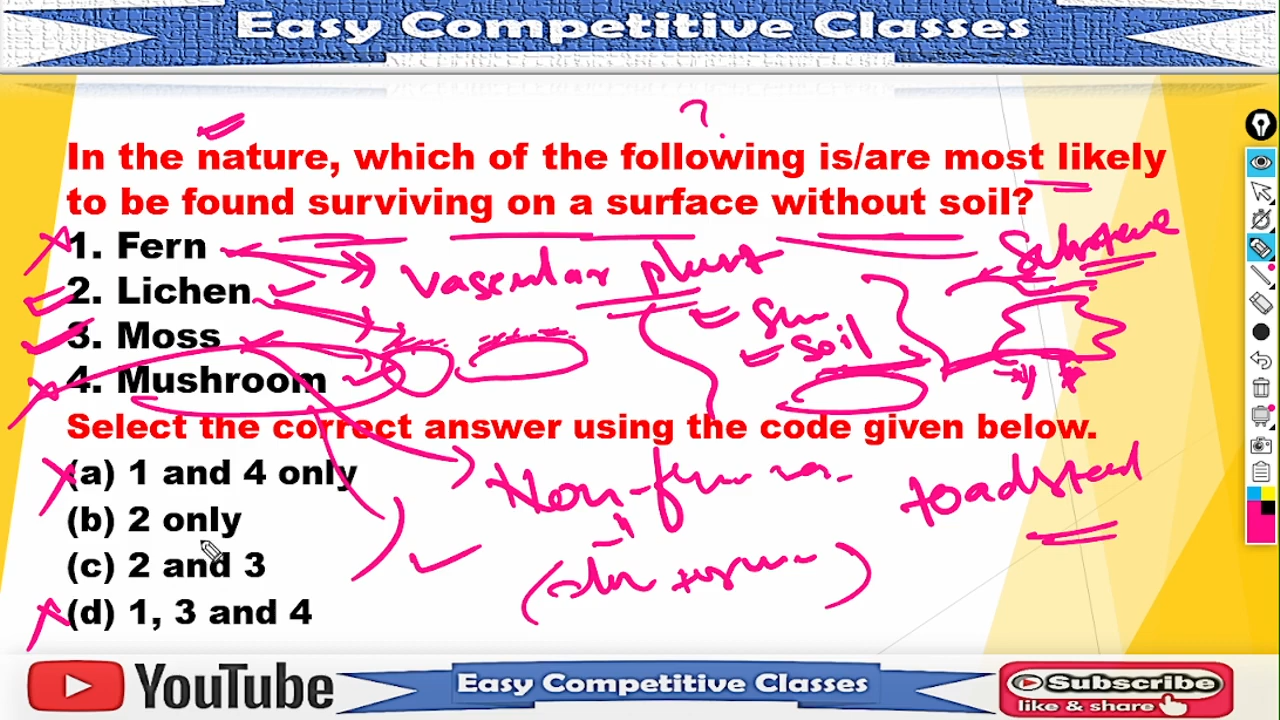 Easy Competitive Classes
?
In the nature, which of the following is/are most likely
to be found surviving on a surface without soil?
1. Fern
vascular plant
2. Lichen
3. Moss
soil
4. Mushroom
Select the correct answer using the code given below.
(a) 1 and 4 only
(b) 2 only
toadstool
(c) 2 and 3
(d) 1, 3 and 4
YouTube
Easy Competitive Classes
Subscribe
like & share